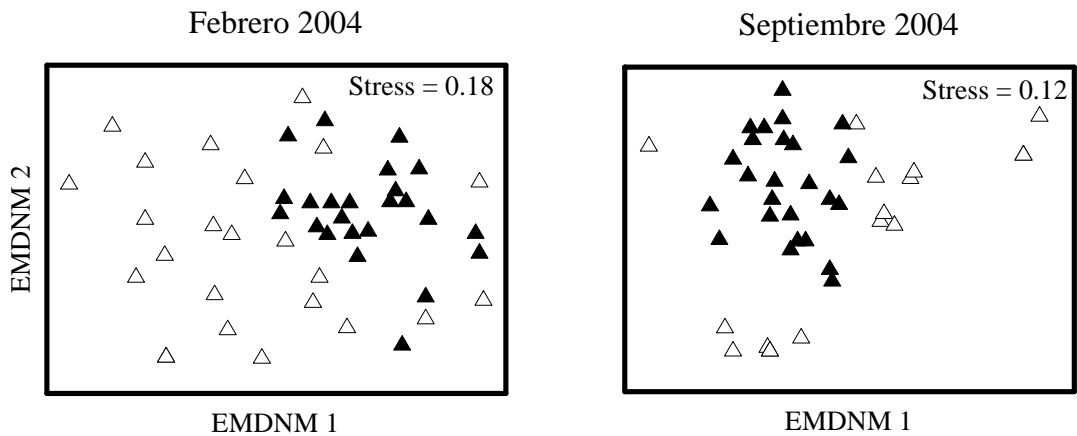 Febrero 2004
Septiembre 2004
Stress = 0.18
Stress = 0.12
EMDNM 2
EMDNM 1
EMDNM 1